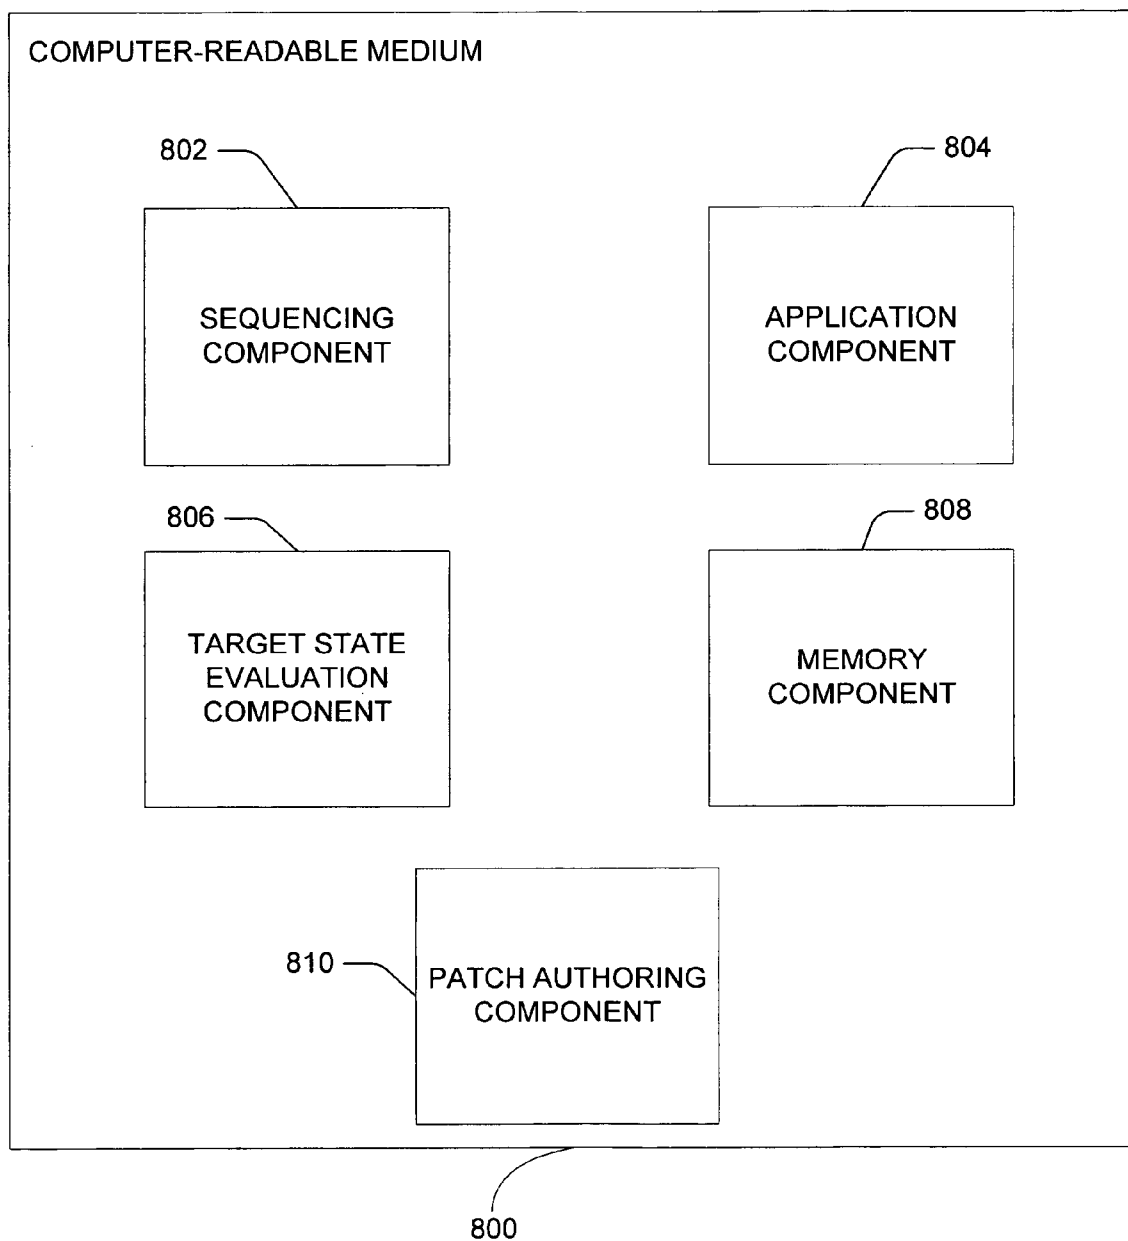 COMPUTER-READABLE MEDIUM
802
804
SEQUENCING
COMPONENT
APPLICATION
COMPONENT
806
808
TARGET STATE
EVALUATION
COMPONENT
MEMORY
COMPONENT
810
PATCH AUTHORING
COMPONENT
800